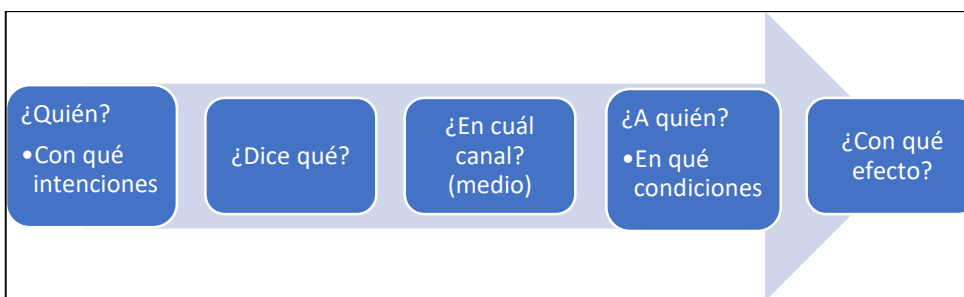 ¿Quién?
•Con qué
intenciones
¿Dice qué?
¿En cuál
canal?
(medio)
¿A quién?
•En qué
condiciones
¿Con qué
efecto?